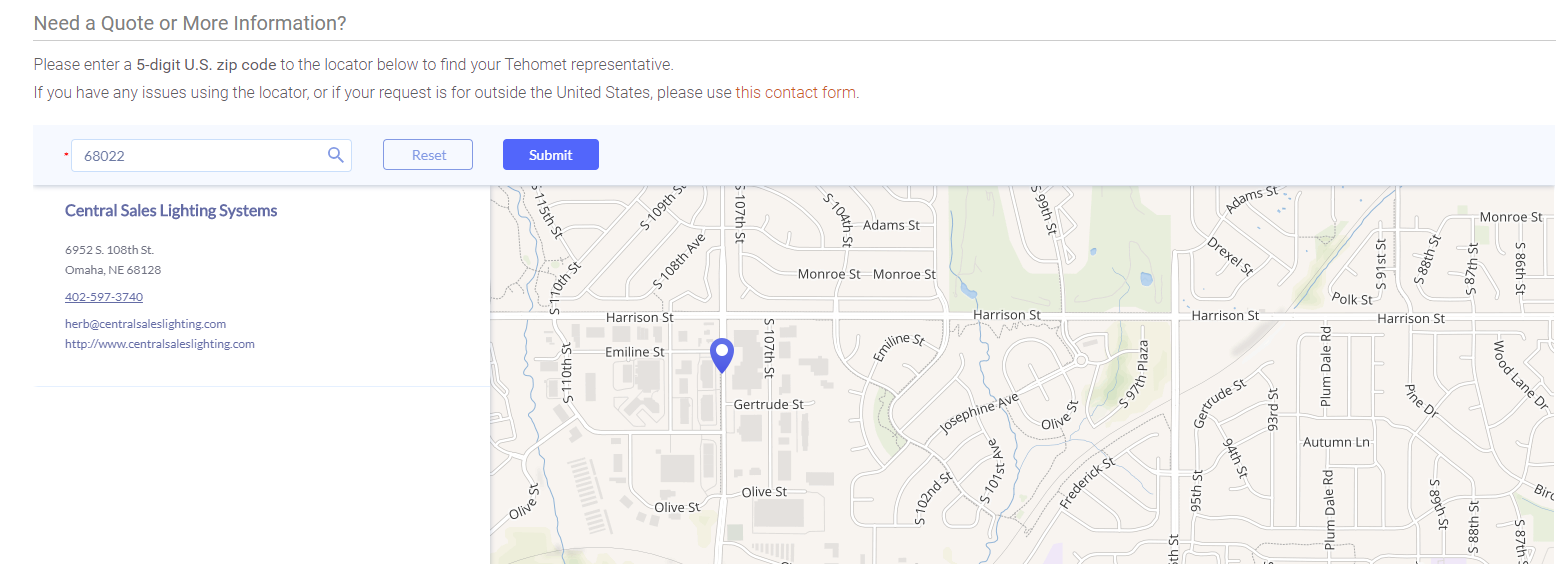 Need a Quote or More Information?
Please enter a 5-digit U.S. zip code to the locator below to find your Tehomet representative.
If you have any issues using the locator, or if your request is for outside the United States, please use this contact form.
* 68022
Reset
Submit
Central Sales Lighting Systems
6952 S. 108th St.
Omaha, NE 68128
402-597-3740
herb@centralsaleslighting.com
http://www.centralsaleslighting.com
S 115th St
S 109th St
S 107th St
S 104th St
Adams St
S 99th St
Adams St
Monroe St
S 108th Ave
Drexel St
S 91st St
S 88th St
S 87th St
S 86th St
S 110th St
Monroe St
Monroe St
Polk St
Harrison St
Harrison St
Harrison St
Harrison St
Emiline St
S 107th St
Emiline St
S 110th St
S 97th Plaza
Plum Dale Rd
Wood Lane Dr
Gertrude St
Josephine Ave
Olive St
Gertrude St
93rd St
Pine Dr
Autumn Ln
94th St
S 101st Ave
Frederick St
S 102nd St
95th St
Olive St
Olive St
Olive St
Plum Dale Rd
S 89th St
S 88th St
S 87th St